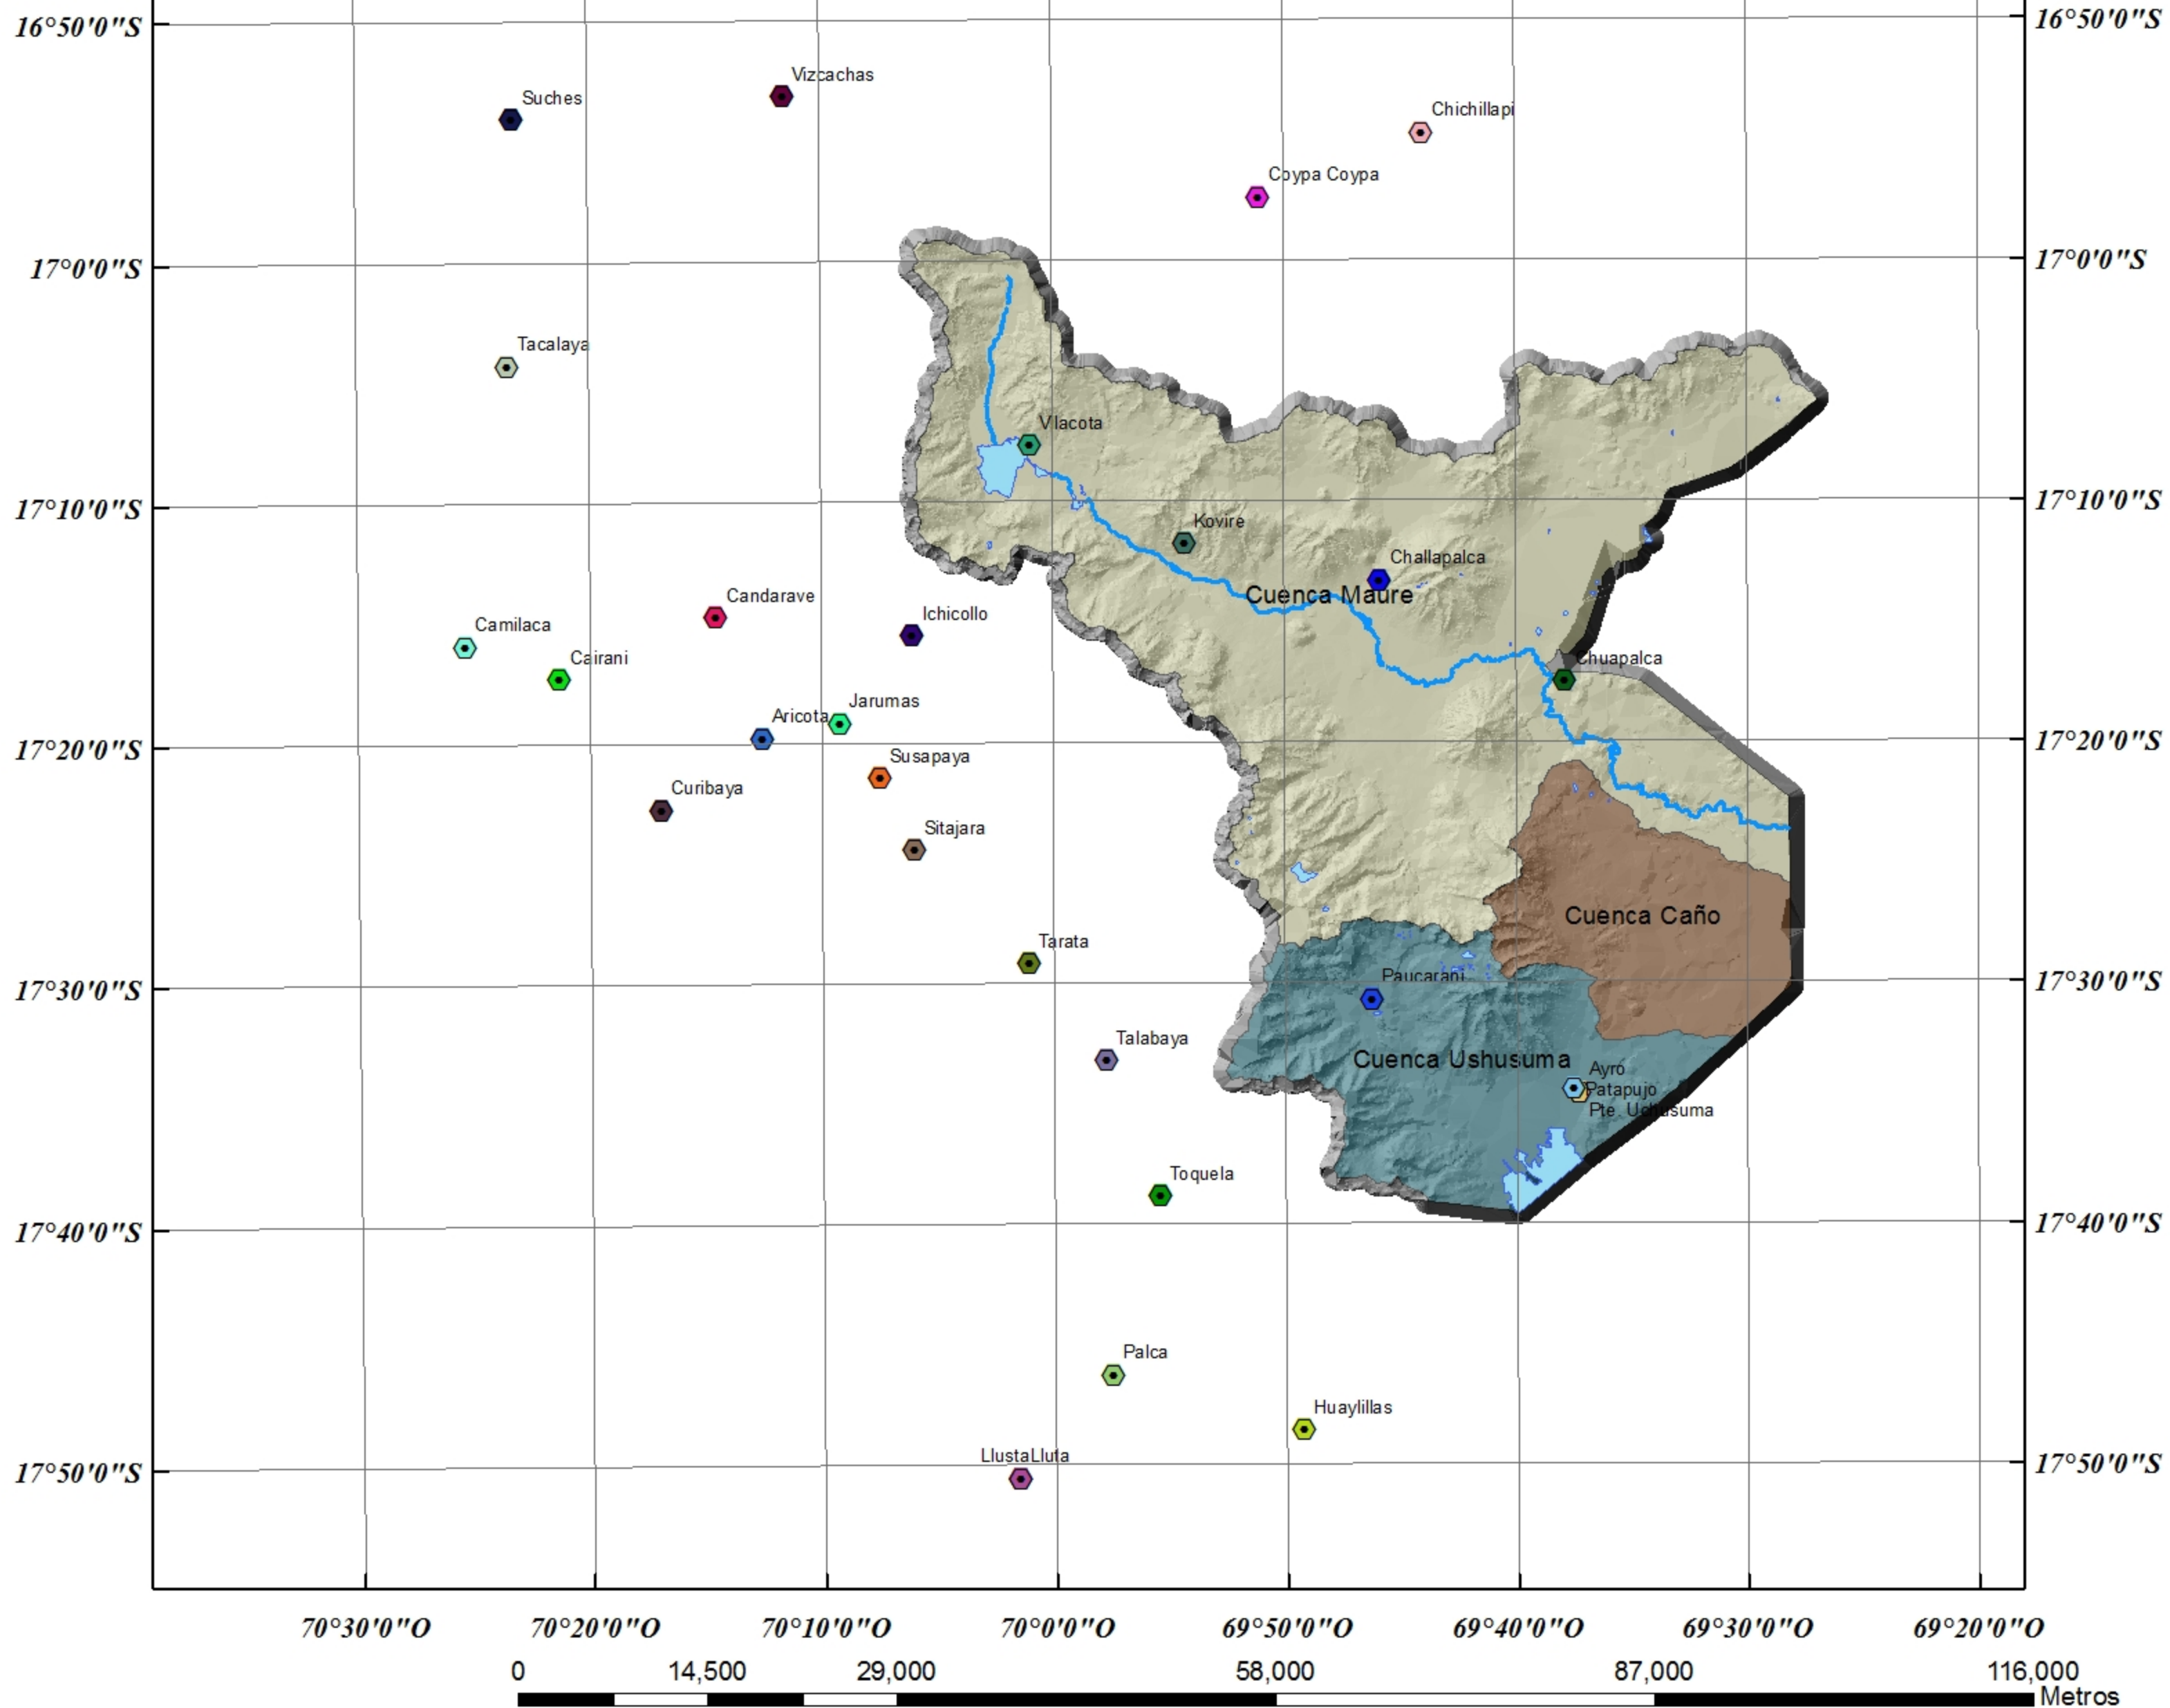 16°50'0"S
16°50'0"S
Vizcachas
Suches
Chichillapi
Coypa Coypa
17°0'0"S
17°0'0"S
Tacalaya
Vlacota
17°10'0"S
17°10'0"S
Kovire
Challapalca
Cuenca Maure
Candarave
Ichicollo
Camilaca
Cairani
Chuapalca
Jarumas
Aricota
17°20'0"S
17°20'0"S
Susapaya
Curibaya
Sitajara
Cuenca Caño
Tarata
Paucarani
17°30'0"S
17°30'0"S
Talabaya
Cuenca Ushusuma
Ayro
Patapujo
Pte. Uchusuma
Toquela
17°40'0"S
17°40'0"S
Palca
Huaylillas
LlustaLluta
17°50'0"S
17°50'0"S
70°30'0"O 70°20'0"O 70°10'0"O 70°0'0"O 69°50'0"O 69°40'0"O 69°30'0"O 69°20'0"O
0 14,500 29,000 58,000 87,000 116,000
Metros